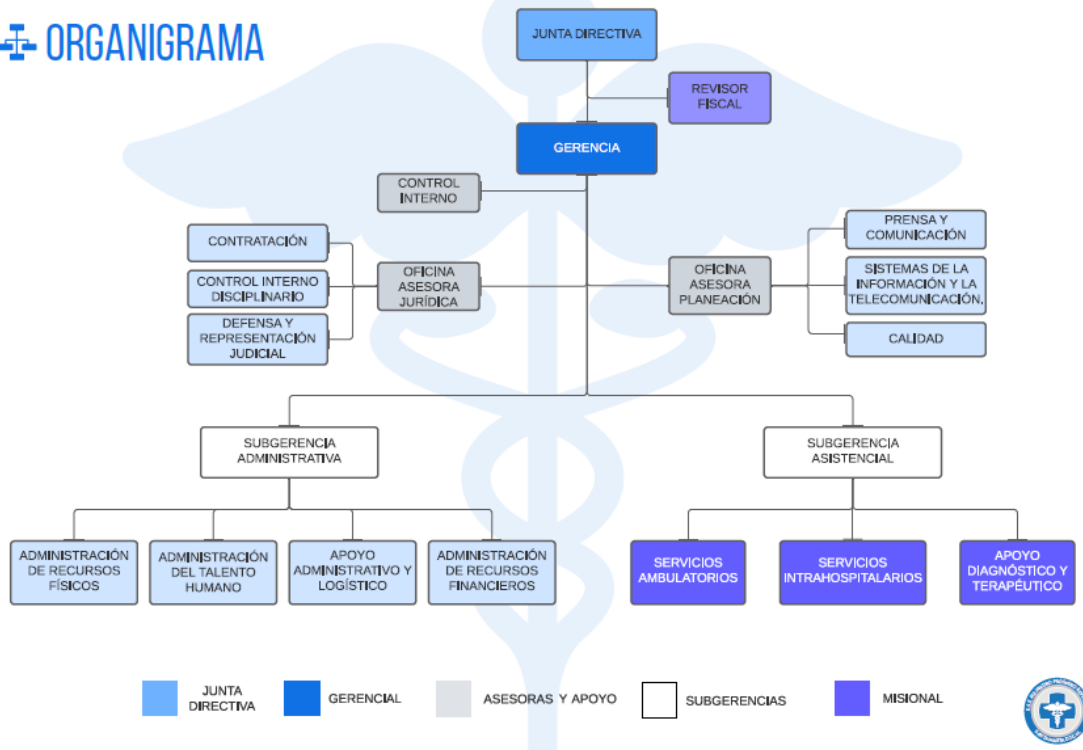 ORGANIGRAMA
JUNTA DIRECTIVA
REVISOR
FISCAL
GERENCIA
CONTROL
INTERNO
CONTRATACIÓN
CONTROL INTERNO
DISCIPLINARIO
DEFENSA Y
REPRESENTACIÓN
JUDICIAL
OFICINA
ASESORA
JURÍDICA
OFICINA
ASESORA
PLANEACIÓN
PRENSA Y
COMUNICACIÓN
SISTEMAS DE LA
INFORMACIÓN Y LA
TELECOMUNICACIÓN.
CALIDAD
SUBGERENCIA
ADMINISTRATIVA
SUBGERENCIA
ASISTENCIAL
ADMINISTRACIÓN
DE RECURSOS
FÍSICOS
ADMINISTRACIÓN
DEL TALENTO
HUMANO
APOYO
ADMINISTRATIVO Y
LOGÍSTICO
ADMINISTRACIÓN
DE RECURSOS
FINANCIEROS
SERVICIOS
AMBULATORIOS
SERVICIOS
INTRAHOSPITALARIOS
APOYO
DIAGNÓSTICO Y
TERAPÉUTICO
JUNTA
DIRECTIVA
GERENCIAL
ASESORAS Y APOYO
SUBGERENCIAS
MISIONAL